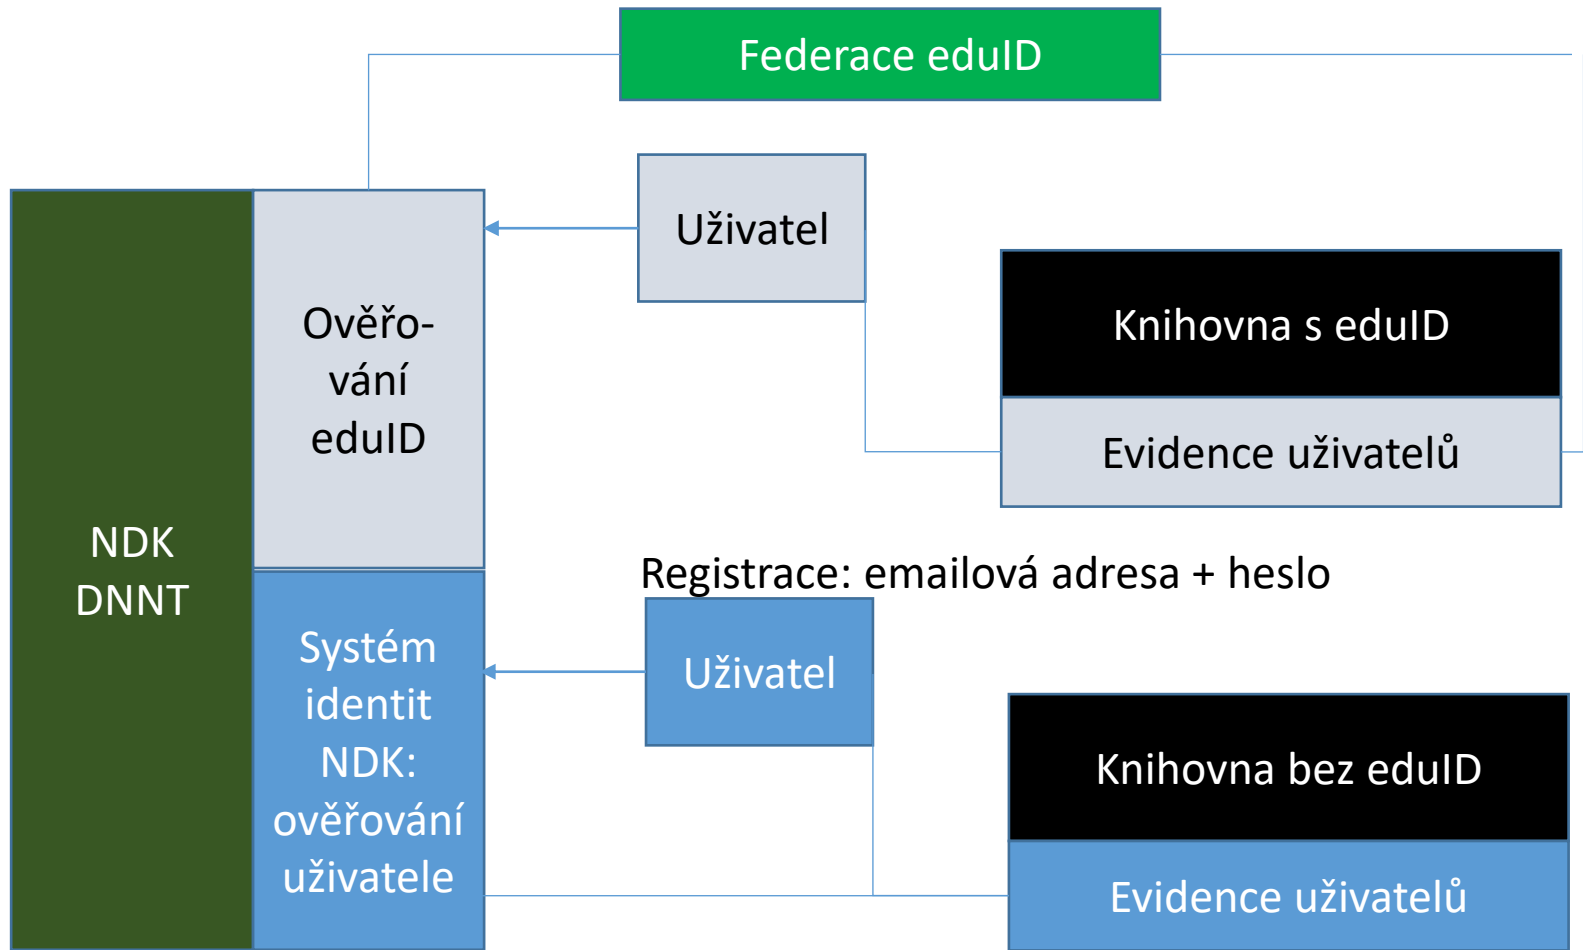 Federace eduID
Uživatel
Ověřo-
vání
eduID
Knihovna s eduID
Evidence uživatelů
NDK
DNNT
Registrace: emailová adresa + heslo
Systém
identit
NDK:
ověřování
uživatele
Uživatel
Knihovna bez eduID
Evidence uživatelů